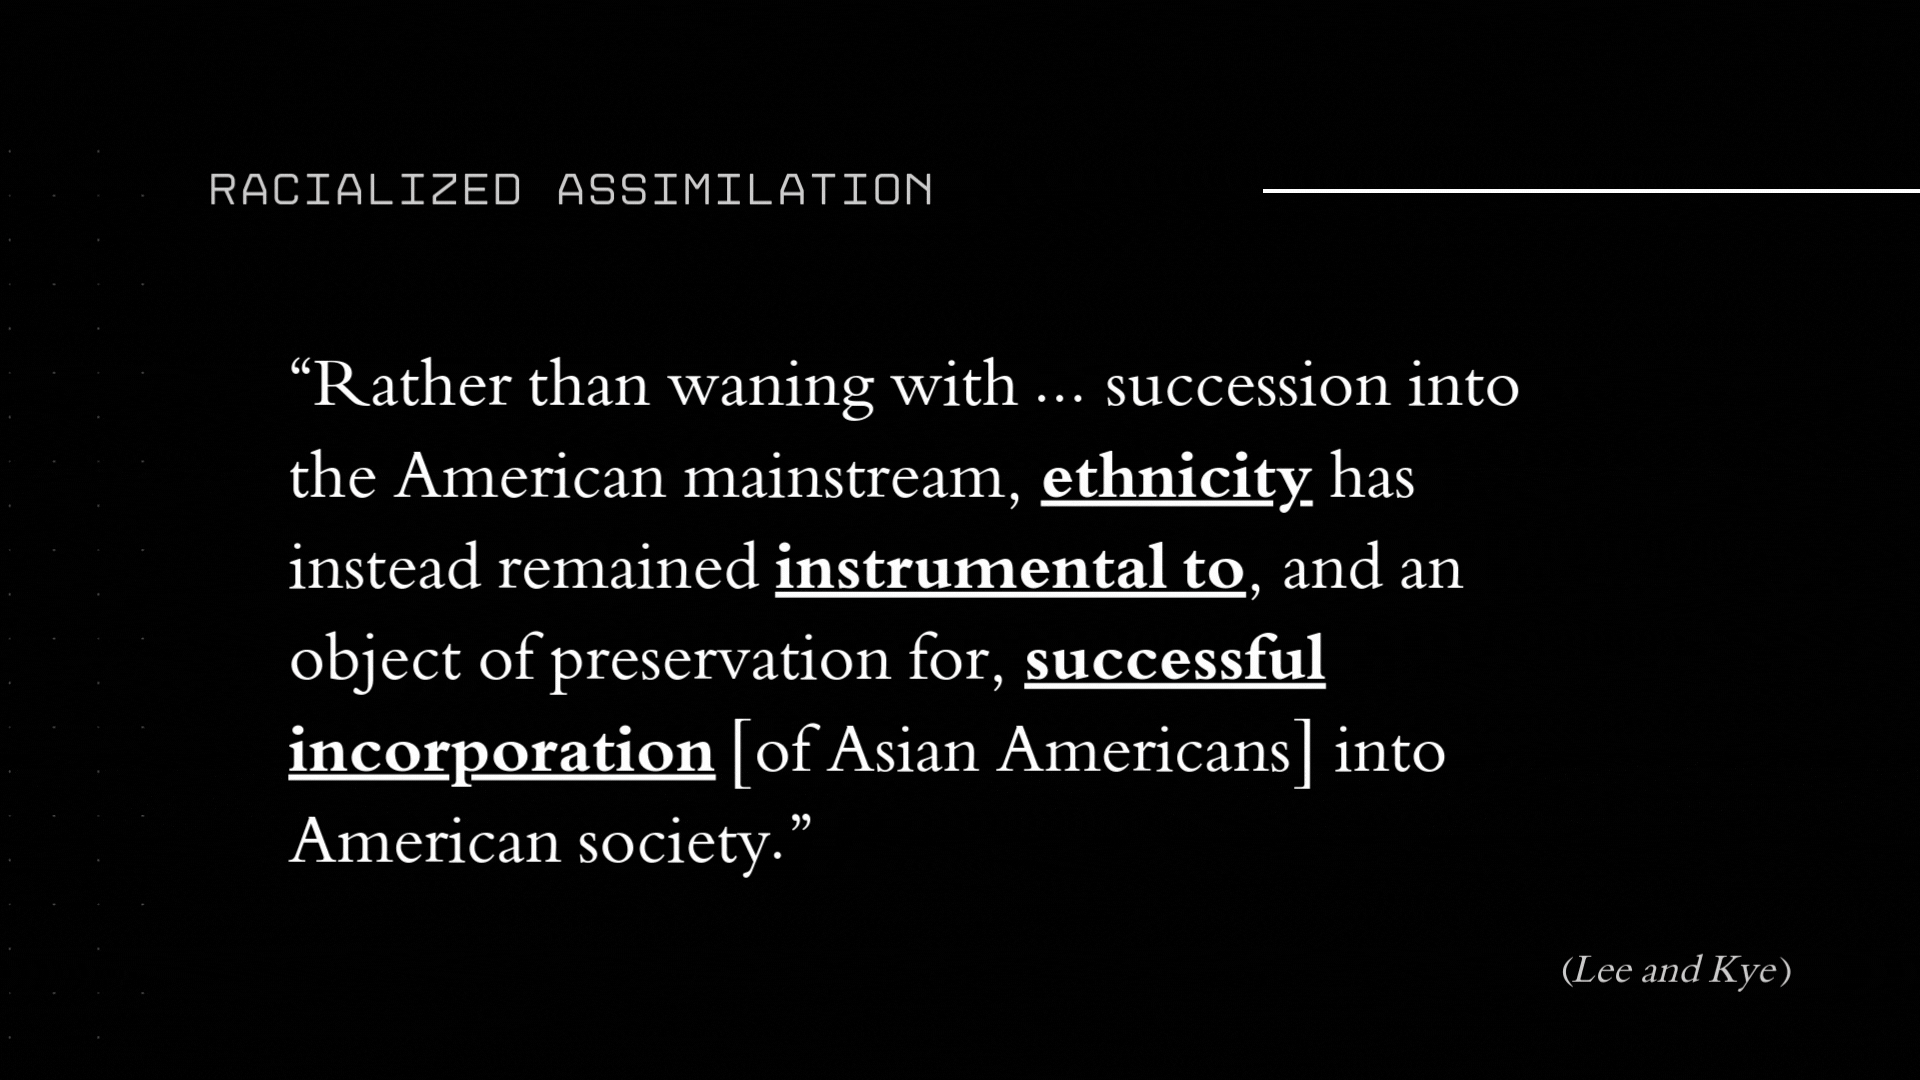 RACIALIZED ASSIMILATION
“Rather than waning with ... succession into
the American mainstream, ethnicity has
instead remained instrumental to, and an
object of preservation for, successful
incorporation [of Asian Americans] into
American society.”
(Lee and Kye)